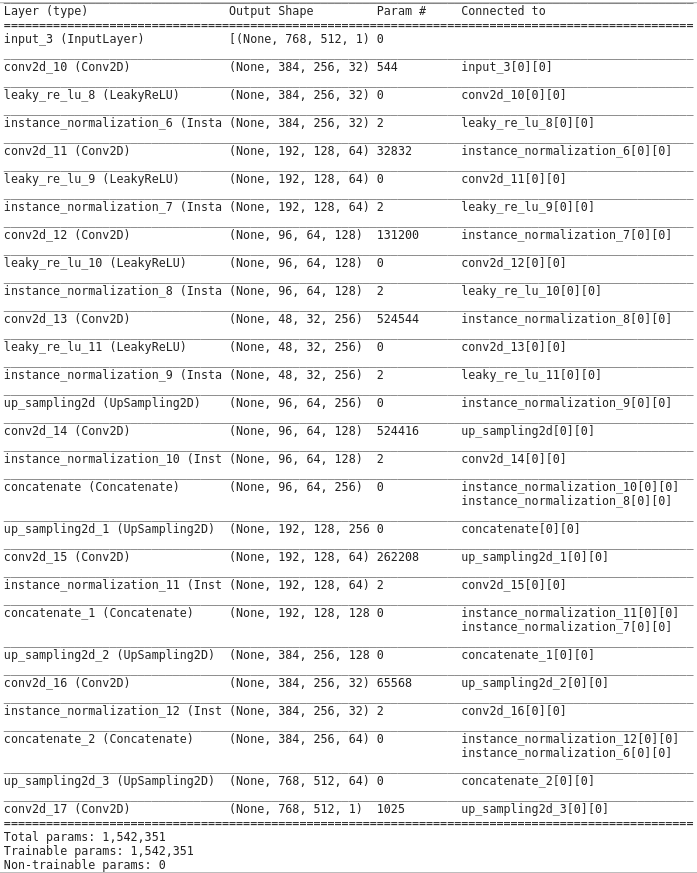 Layer (type) Output Shape Param # Connected to
input_3 (InputLayer) [(None, 768, 512, 1) 0
conv2d_10 (Conv2D) (None, 384, 256, 32) 544 input_3[0][0]
leaky_re_lu_8 (LeakyReLU) (None, 384, 256, 32) 0 conv2d_10[0][0]
instance_normalization_6 (Insta (None, 384, 256, 32) 2 leaky_re_lu_8[0][0]
conv2d_11 (Conv2D) (None, 192, 128, 64) 32832 instance_normalization_6[0][0]
leaky_re_lu_9 (LeakyReLU) (None, 192, 128, 64) 0 conv2d_11[0][0]
instance_normalization_7 (Insta (None, 192, 128, 64) 2 leaky_re_lu_9[0][0]
conv2d_12 (Conv2D) (None, 96, 64, 128) 131200 instance_normalization_7[0][0]
leaky_re_lu_10 (LeakyReLU) (None, 96, 64, 128) 0 conv2d_12[0][0]
instance_normalization_8 (Insta (None, 96, 64, 128) 2 leaky_re_lu_10[0][0]
conv2d_13 (Conv2D) (None, 48, 32, 256) 524544 instance_normalization_8[0][0]
leaky_re_lu_11 (LeakyReLU) (None, 48, 32, 256) 0 conv2d_13[0][0]
instance_normalization_9 (Insta (None, 48, 32, 256) 2 leaky_re_lu_11[0][0]
up_sampling2d (UpSampling2D) (None, 96, 64, 256) 0 instance_normalization_9[0][0]
conv2d_14 (Conv2D) (None, 96, 64, 128) 524416 up_sampling2d[0][0]
instance_normalization_10 (Inst (None, 96, 64, 128) 2 conv2d_14[0][0]
concatenate (Concatenate) (None, 96, 64, 256) 0 instance_normalization_10[0][0]
instance_normalization_8[0][0]
up_sampling2d_1 (UpSampling2D) (None, 192, 128, 256 0 concatenate[0][0]
conv2d_15 (Conv2D) (None, 192, 128, 64) 262208 up_sampling2d_1[0][0]
instance_normalization_11 (Inst (None, 192, 128, 64) 2 conv2d_15[0][0]
concatenate_1 (Concatenate) (None, 192, 128, 128 0 instance_normalization_11[0][0]
instance_normalization_7[0][0]
up_sampling2d_2 (UpSampling2D) (None, 384, 256, 128 0 concatenate_1[0][0]
conv2d_16 (Conv2D) (None, 384, 256, 32) 65568 up_sampling2d_2[0][0]
instance_normalization_12 (Inst (None, 384, 256, 32) 2 conv2d_16[0][0]
concatenate_2 (Concatenate) (None, 384, 256, 64) 0 instance_normalization_12[0][0]
instance_normalization_6[0][0]
up_sampling2d_3 (UpSampling2D) (None, 768, 512, 64) 0 concatenate_2[0][0]
conv2d_17 (Conv2D) (None, 768, 512, 1) 1025 up_sampling2d_3[0][0]
Total params: 1,542,351
Trainable params: 1,542,351
Non-trainable params: 0